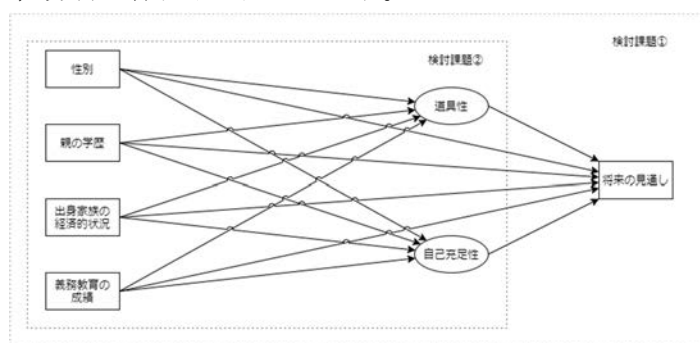 検討課題①
検討課題②
性別
道具性
親の学歴
将来の見通し
出身家族の
経済的状況
自己充足性
義務教育の
成績